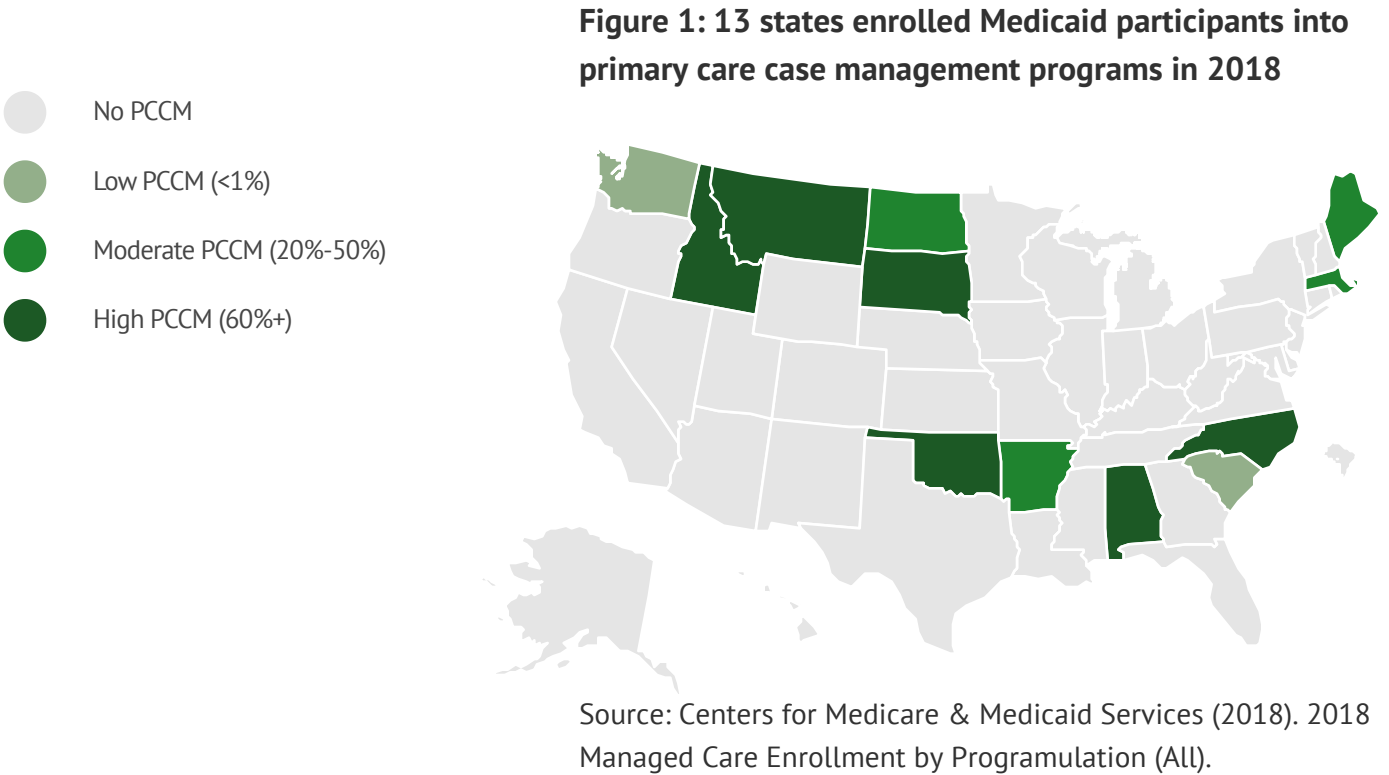 Figure 1: 13 states enrolled Medicaid participants into
primary care case management programs in 2018
No PCCM
Low PCCM (<1%)
Moderate PCCM (20%-50%)
High PCCM (60%+)
Source: Centers for Medicare & Medicaid Services (2018). 2018
Managed Care Enrollment by Programulation (All).